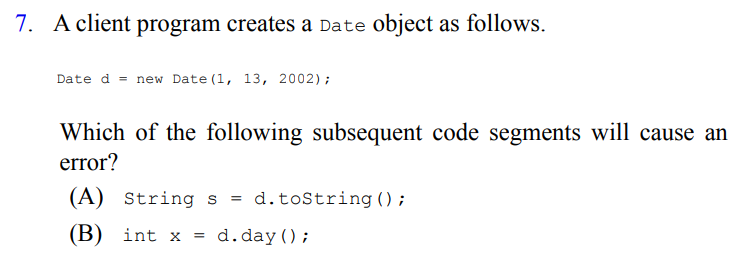 7. A client program creates a Date object as follows.
Date d = new Date(1, 13, 2002);
Which of the following subsequent code segments will cause an
error?
(A) String s = d.toString();
(B) int x = d.day();